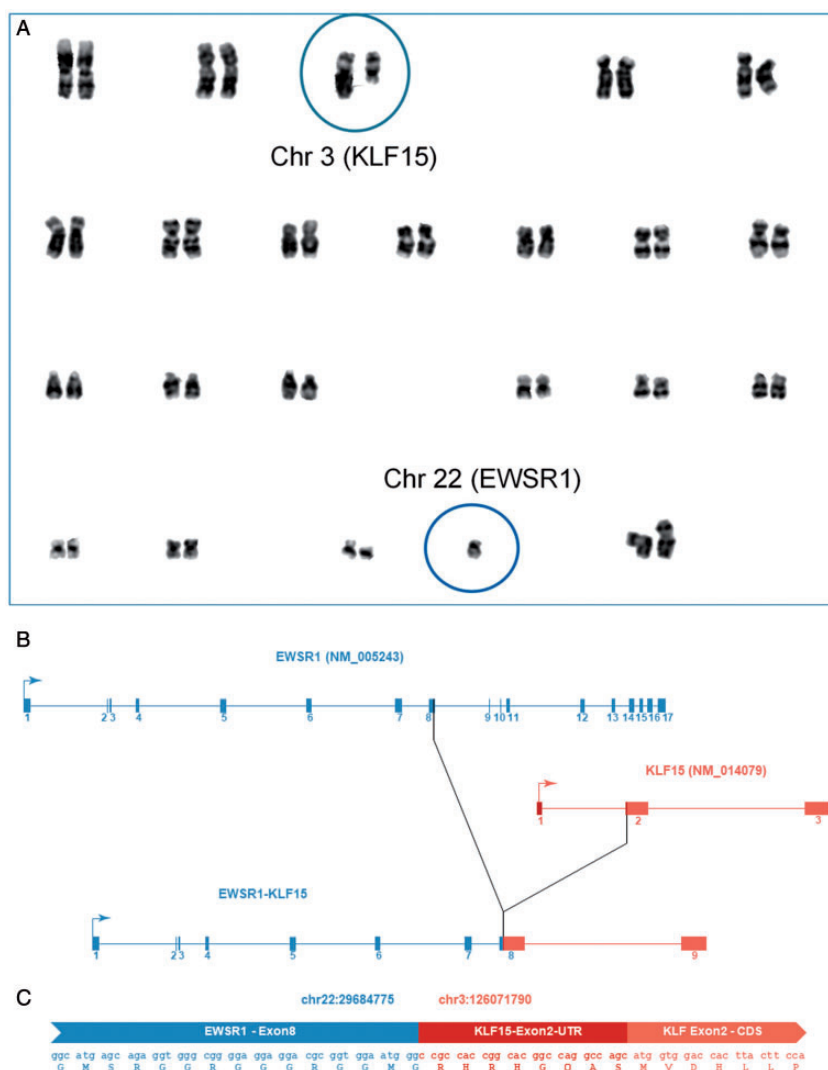 A
Chr 3 (KLF15)
Chr 22 (EWSR1)
B
EWSR1 (NM_005243)
1 2 3 4 5 6 7 8 9 10 11 12 13 14 15 16 17
KLF15 (NM_014079)
1 2 3
EWSR1-KLF15
1 2 3 4 5 6 7 8 9
C
chr22:29684775 chr3:126071790
EWSR1 - Exon8 KLF15-Exon2-UTR KLF Exon2 - CDS
ggc atg agc aga ggt ggg cgg gga gga gga cgc ggt gga atg ggc cgc cac cgg cac ggc cag gcc agc atg gtg gac cac tta ctt cca
G M S R G G R G G G R G G M G R H R H G Q A S M V D H L L P